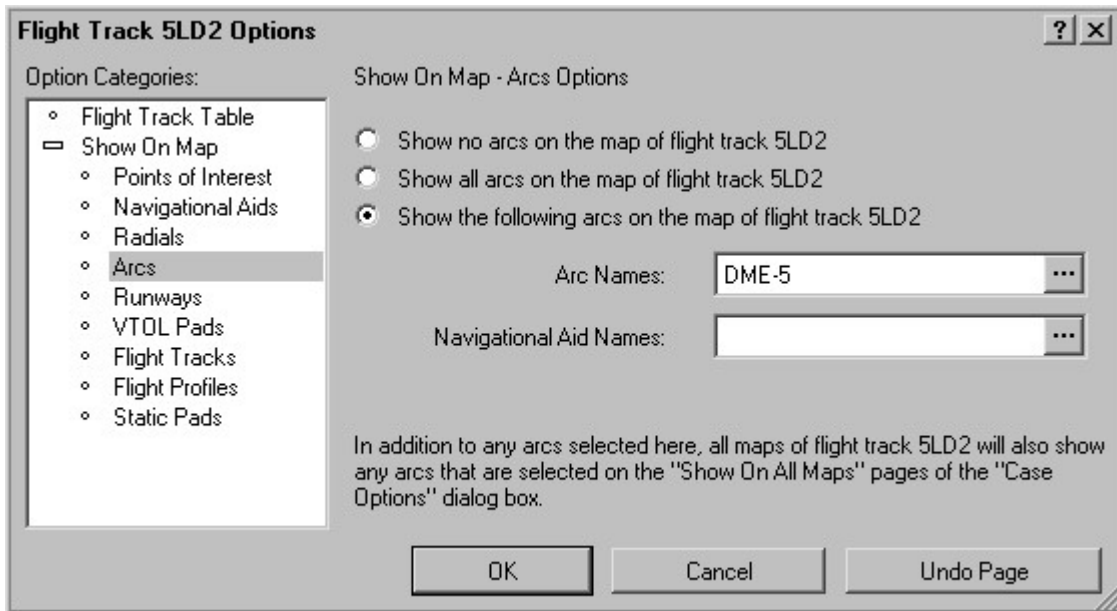 Flight Track 5LD2 Options
Option Categories:
Flight Track Table
Show On Map
Points of Interest
Navigational Aids
Radials
Arcs
Runways
VTOL Pads
Flight Tracks
Flight Profiles
Static Pads
Show On Map - Arcs Options
Show no arcs on the map of flight track 5LD2
Show all arcs on the map of flight track 5LD2
Show the following arcs on the map of flight track 5LD2
Arc Names: DME-5 ...
Navigational Aid Names: ...
In addition to any arcs selected here, all maps of flight track 5LD2 will also show
any arcs that are selected on the "Show On All Maps" pages of the "Case
Options" dialog box.
OK Cancel Undo Page